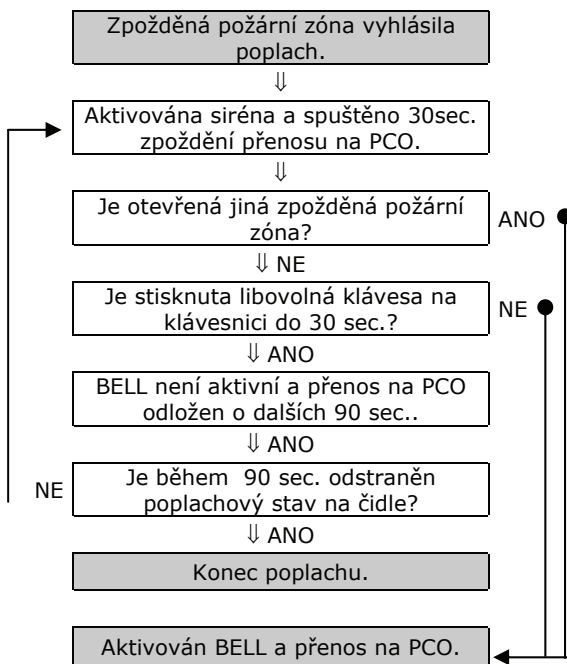 Zpožděná požární zóna vyhlásila
poplach.
⇓
Aktivována siréna a spuštěno 30sec.
zpoždění přenosu na PCO.
⇓
Je otevřená jiná zpožděná požární
zóna?
ANO
⇓ NE
Je stisknuta libovolná klávesa na
klávesnici do 30 sec.?
NE
⇓ ANO
BELL není aktivní a přenos na PCO
odložen o dalších 90 sec..
⇓ ANO
NE
Je během 90 sec. odstraněn
poplachový stav na čidle?
⇓ ANO
Konec poplachu.
Aktivován BELL a přenos na PCO.